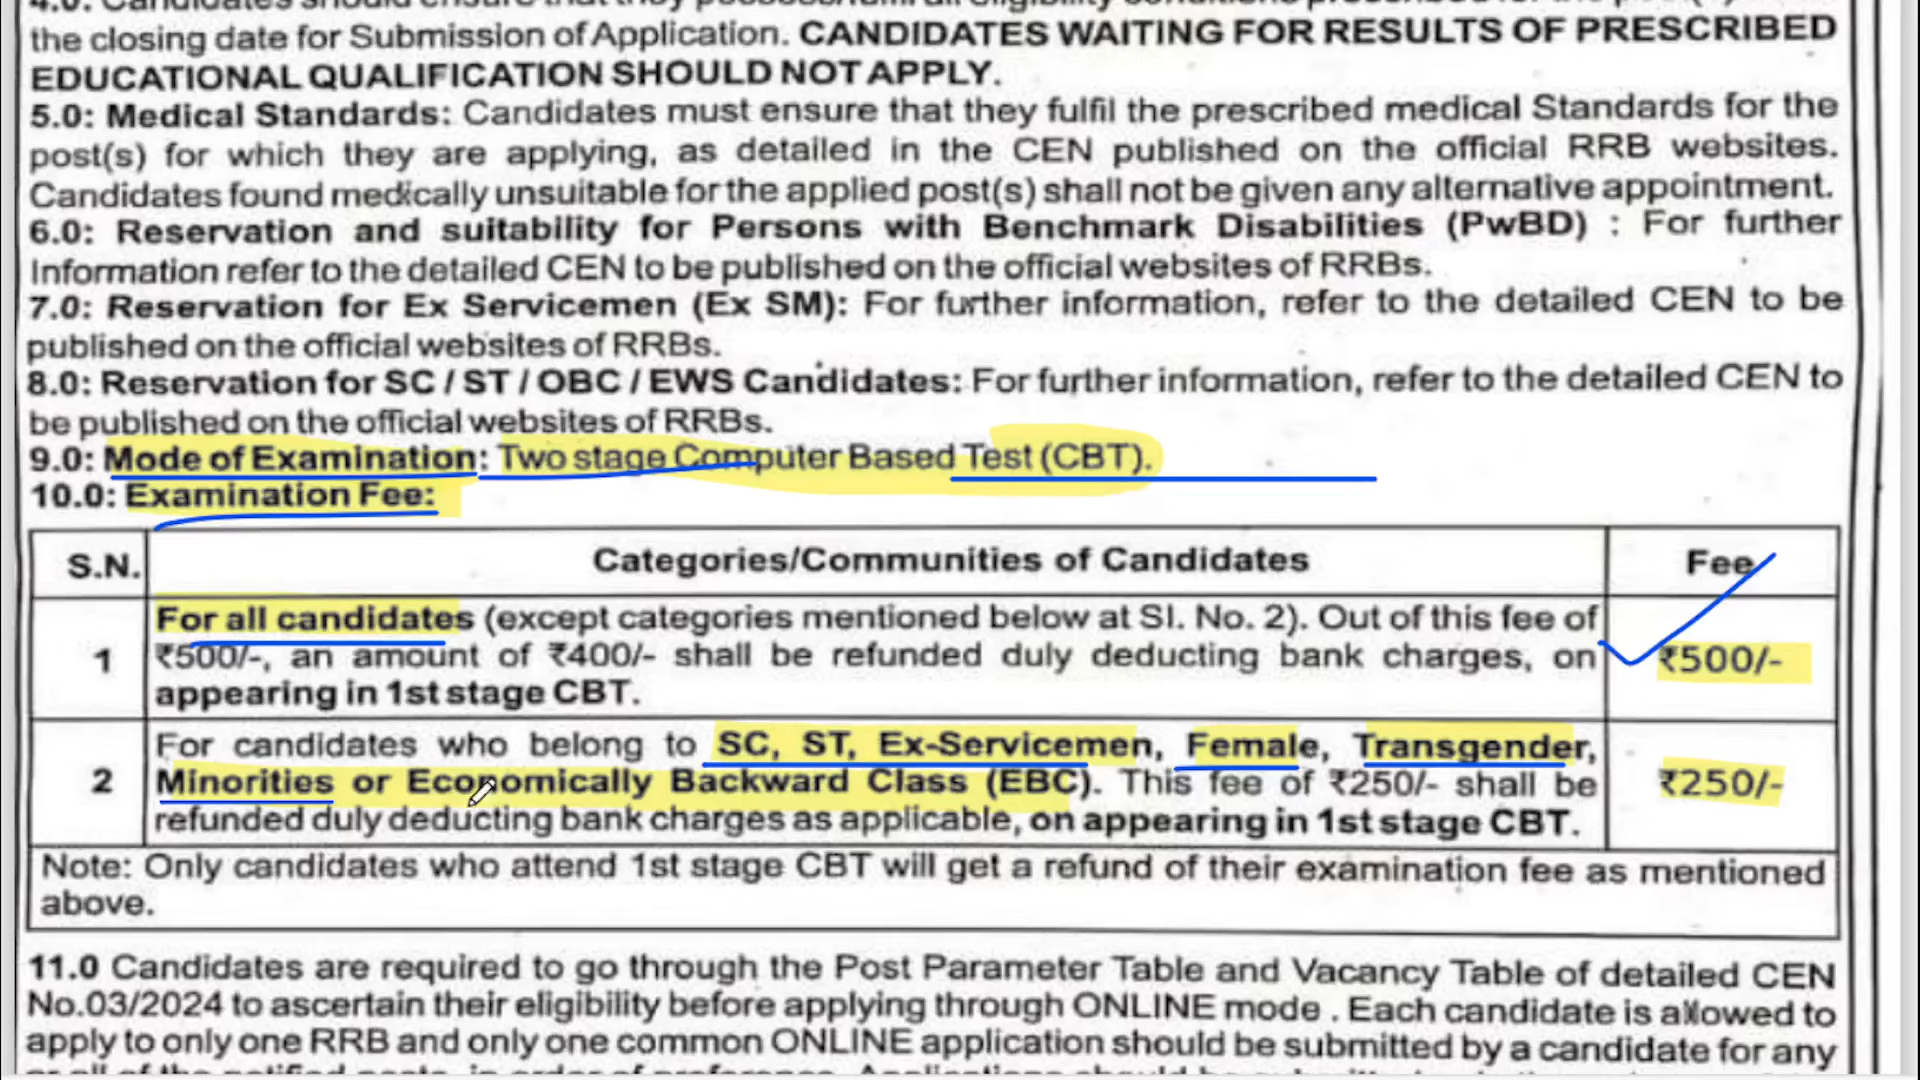 the closing date for Submission of Application. CANDIDATES WAITING FOR RESULTS OF PRESCRIBED
EDUCATIONAL QUALIFICATION SHOULD NOT APPLY.
5.0: Medical Standards: Candidates must ensure that they fulfil the prescribed medical Standards for the
post(s) for which they are applying, as detailed in the CEN published on the official RRB websites.
Candidates found medically unsuitable for the applied post(s) shall not be given any alternative appointment.
6.0: Reservation and suitability for Persons with Benchmark Disabilities (PwBD) : For further
Information refer to the detailed CEN to be published on the official websites of RRBs.
7.0: Reservation for Ex Servicemen (Ex SM): For further information, refer to the detailed CEN to be
published on the official websites of RRBs.
8.0: Reservation for SC / ST / OBC / EWS Candidates: For further information, refer to the detailed CEN to
be published on the official websites of RRBs.
9.0: Mode of Examination: Two stage Computer Based Test (CBT).
10.0: Examination Fee:
S.N. Categories/Communities of Candidates Fee
For all candidates (except categories mentioned below at SI. No. 2). Out of this fee of
1 ₹500/-, an amount of ₹400/- shall be refunded duly deducting bank charges, on ₹500/-
appearing in 1st stage CBT.
For candidates who belong to SC, ST, Ex-Servicemen, Female, Transgender,
2 Minorities or Economically Backward Class (EBC). This fee of ₹250/- shall be ₹250/-
refunded duly deducting bank charges as applicable, on appearing in 1st stage CBT.
Note: Only candidates who attend 1st stage CBT will get a refund of their examination fee as mentioned
above.
11.0 Candidates are required to go through the Post Parameter Table and Vacancy Table of detailed CEN
No.03/2024 to ascertain their eligibility before applying through ONLINE mode . Each candidate is allowed to
apply to only one RRB and only one common ONLINE application should be submitted by a candidate for any